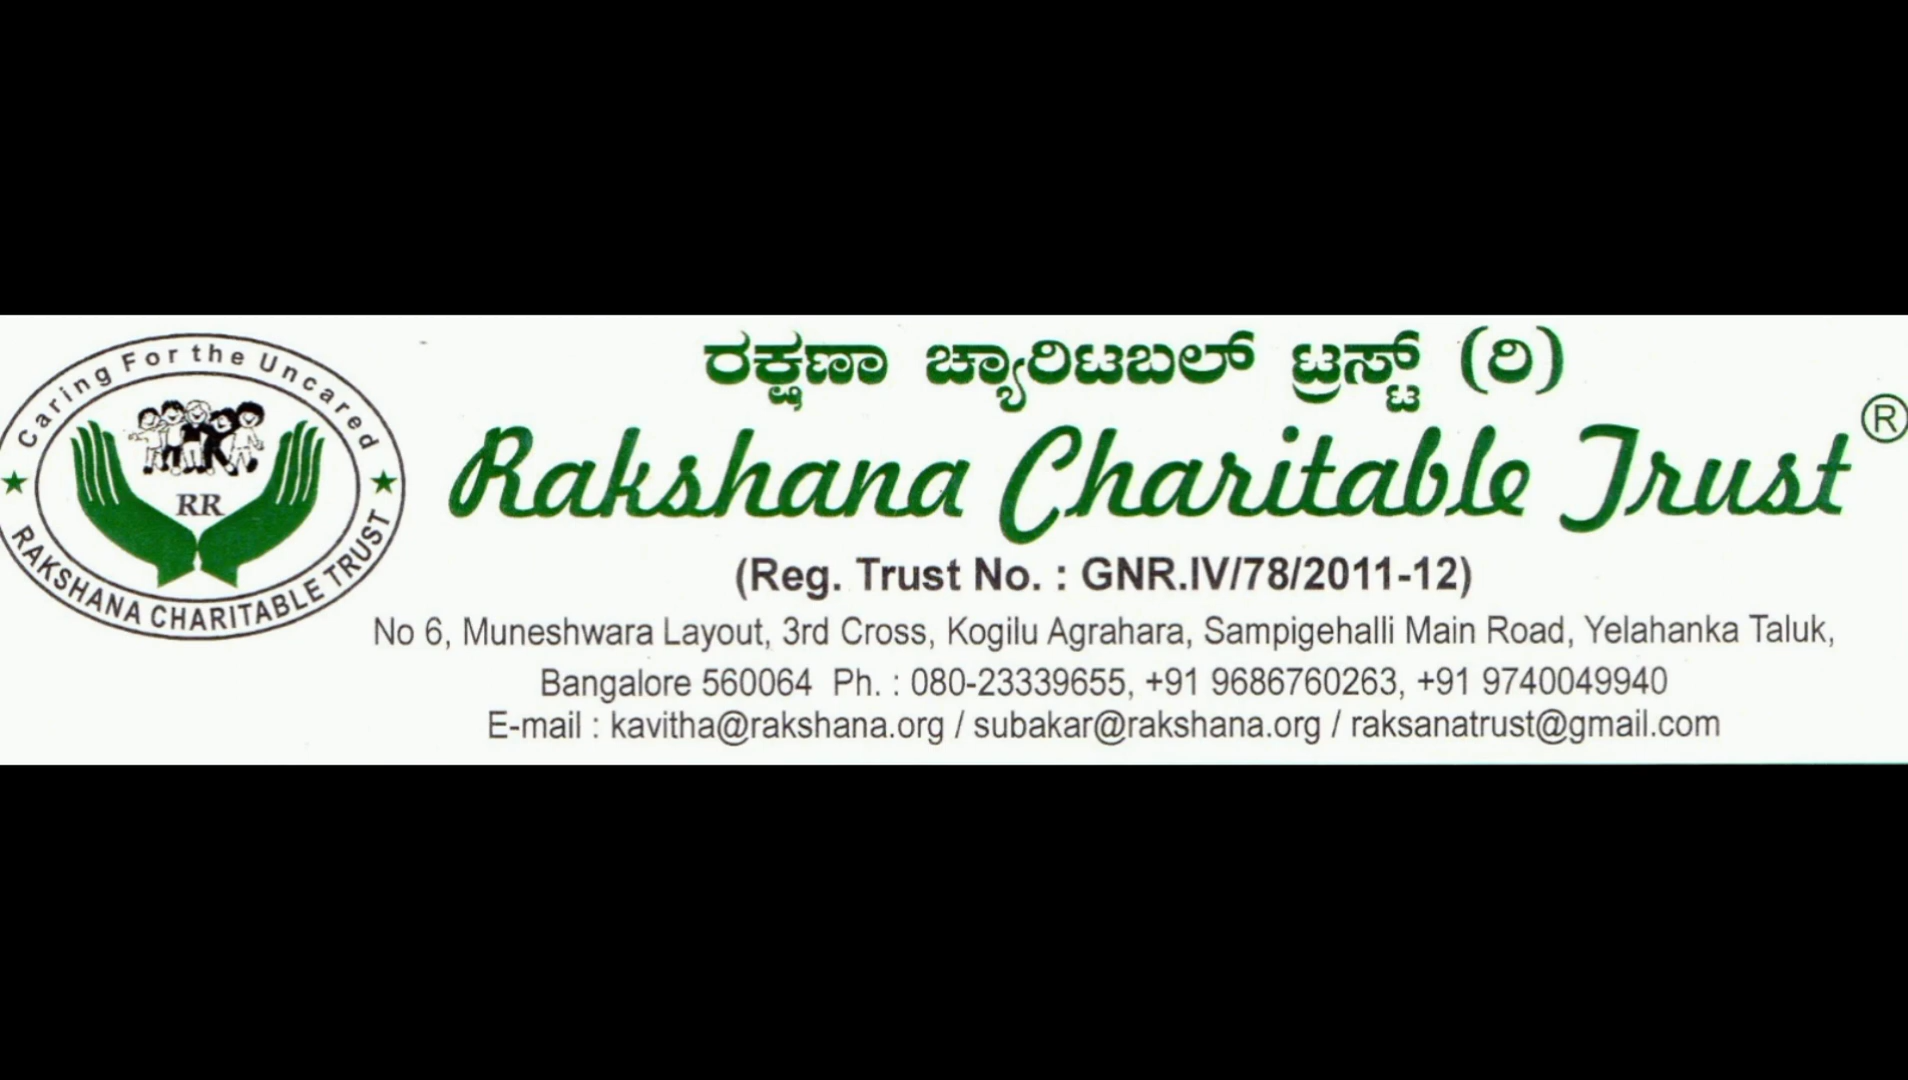 Caring For the Uncared
RR
RAKSHANA CHARITABLE TRUST
ರಕ್ಷಣಾ ಚ್ಯಾರಿಟಬಲ್ ಟ್ರಸ್ಟ್ (ರಿ)
Rakshana Charitable Trust ®
(Reg. Trust No. : GNR.IV/78/2011-12)
No 6, Muneshwara Layout, 3rd Cross, Kogilu Agrahara, Sampigehalli Main Road, Yelahanka Taluk,
Bangalore 560064 Ph. : 080-23339655, +91 9686760263, +91 9740049940
E-mail : kavitha@rakshana.org / subakar@rakshana.org / raksanatrust@gmail.com